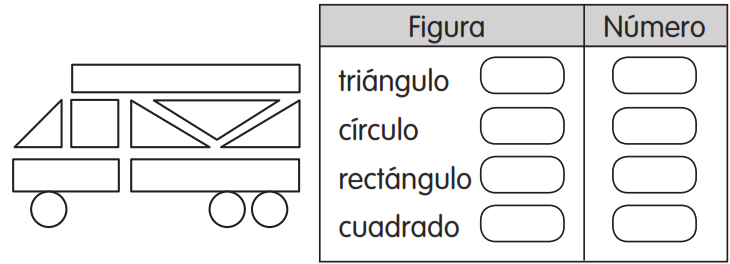 Figura Número
triángulo
círculo
rectángulo
cuadrado